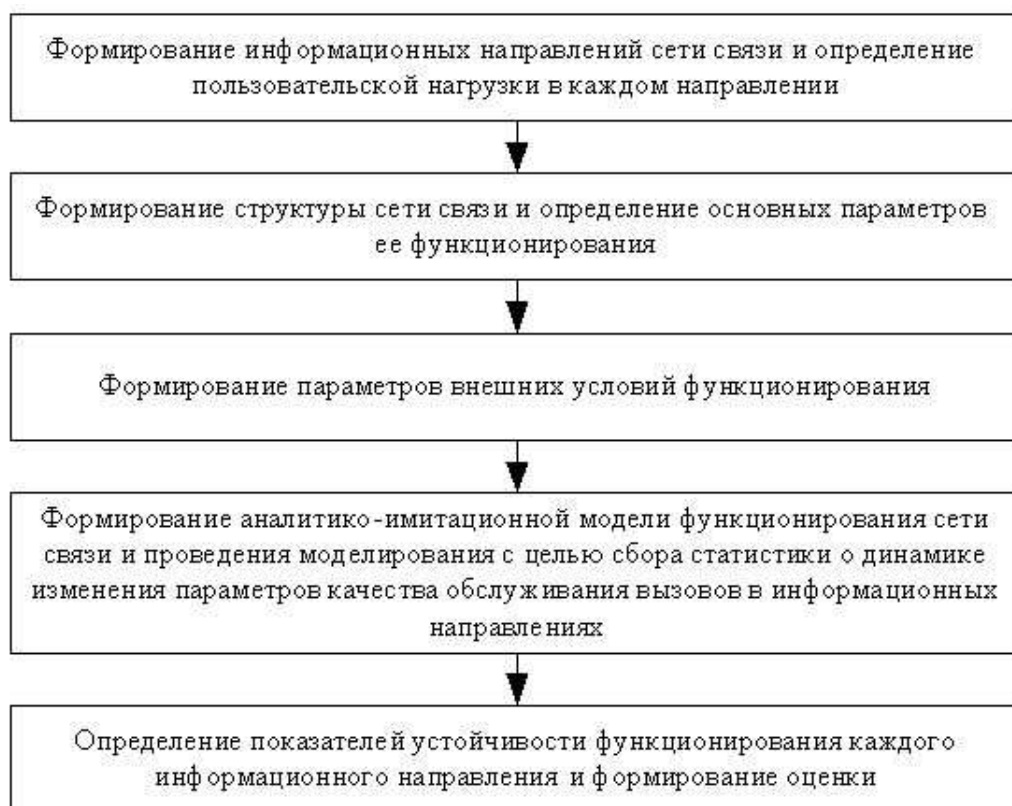 Формирование информационных направлений сети связи и определение
пользовательской нагрузки в каждом направлении
Формирование структуры сети связи и определение основных параметров
ее функционирования
Формирование параметров внешних условий функционирования
Формирование аналитико-имитационной модели функционирования сети
связи и проведения моделирования с целью сбора статистики о динамике
изменения параметров качества обслуживания вызовов в информационных
направлениях
Определение показателей устойчивости функционирования каждого
информационного направления и формирование оценки